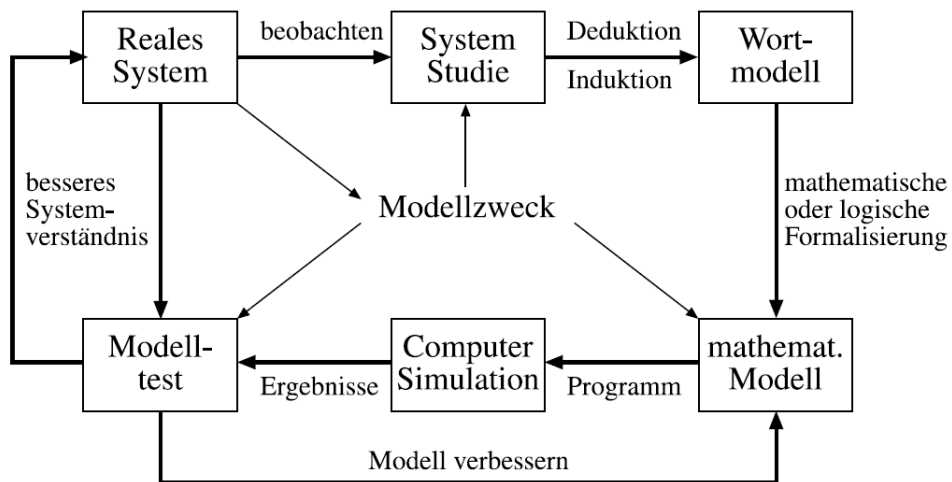 Reales
System
beobachten
System
Studie
Deduktion
Induktion
Wort-
modell
besseres
System-
verständnis
Modellzweck
mathematische
oder logische
Formalisierung
Modell-
test
Ergebnisse
Computer
Simulation
Programm
mathemat.
Modell
Modell verbessern